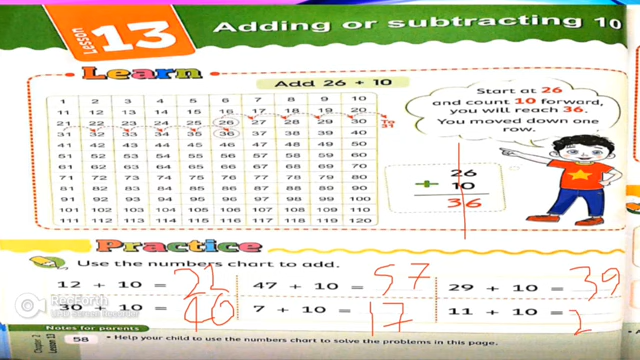 Lesson 13 Adding or subtracting 10
Learn
Add 26 + 10
1 2 3 4 5 6 7 8 9 10
11 12 13 14 15 16 17 18 19 20
21 22 23 24 25 26 27 28 29 30
31 32 33 34 35 36 37 38 39 40
41 42 43 44 45 46 47 48 49 50
51 52 53 54 55 56 57 58 59 60
61 62 63 64 65 66 67 68 69 70
71 72 73 74 75 76 77 78 79 80
81 82 83 84 85 86 87 88 89 90
91 92 93 94 95 96 97 98 99 100
101 102 103 104 105 106 107 108 109 110
111 112 113 114 115 116 117 118 119 120
Start at 26
and count 10 forward,
you will reach 36.
You moved down one
row.
26
+ 10
36
Practice
Use the numbers chart to add.
12 + 10 = 22 47 + 10 = 57 29 + 10 = 39
30 + 10 = 40 7 + 10 = 17 11 + 10 = 2
RecForth
Notes for parents
Chapter 2
Lesson 13
58 • Help your child to use the numbers chart to solve the problems in this page.